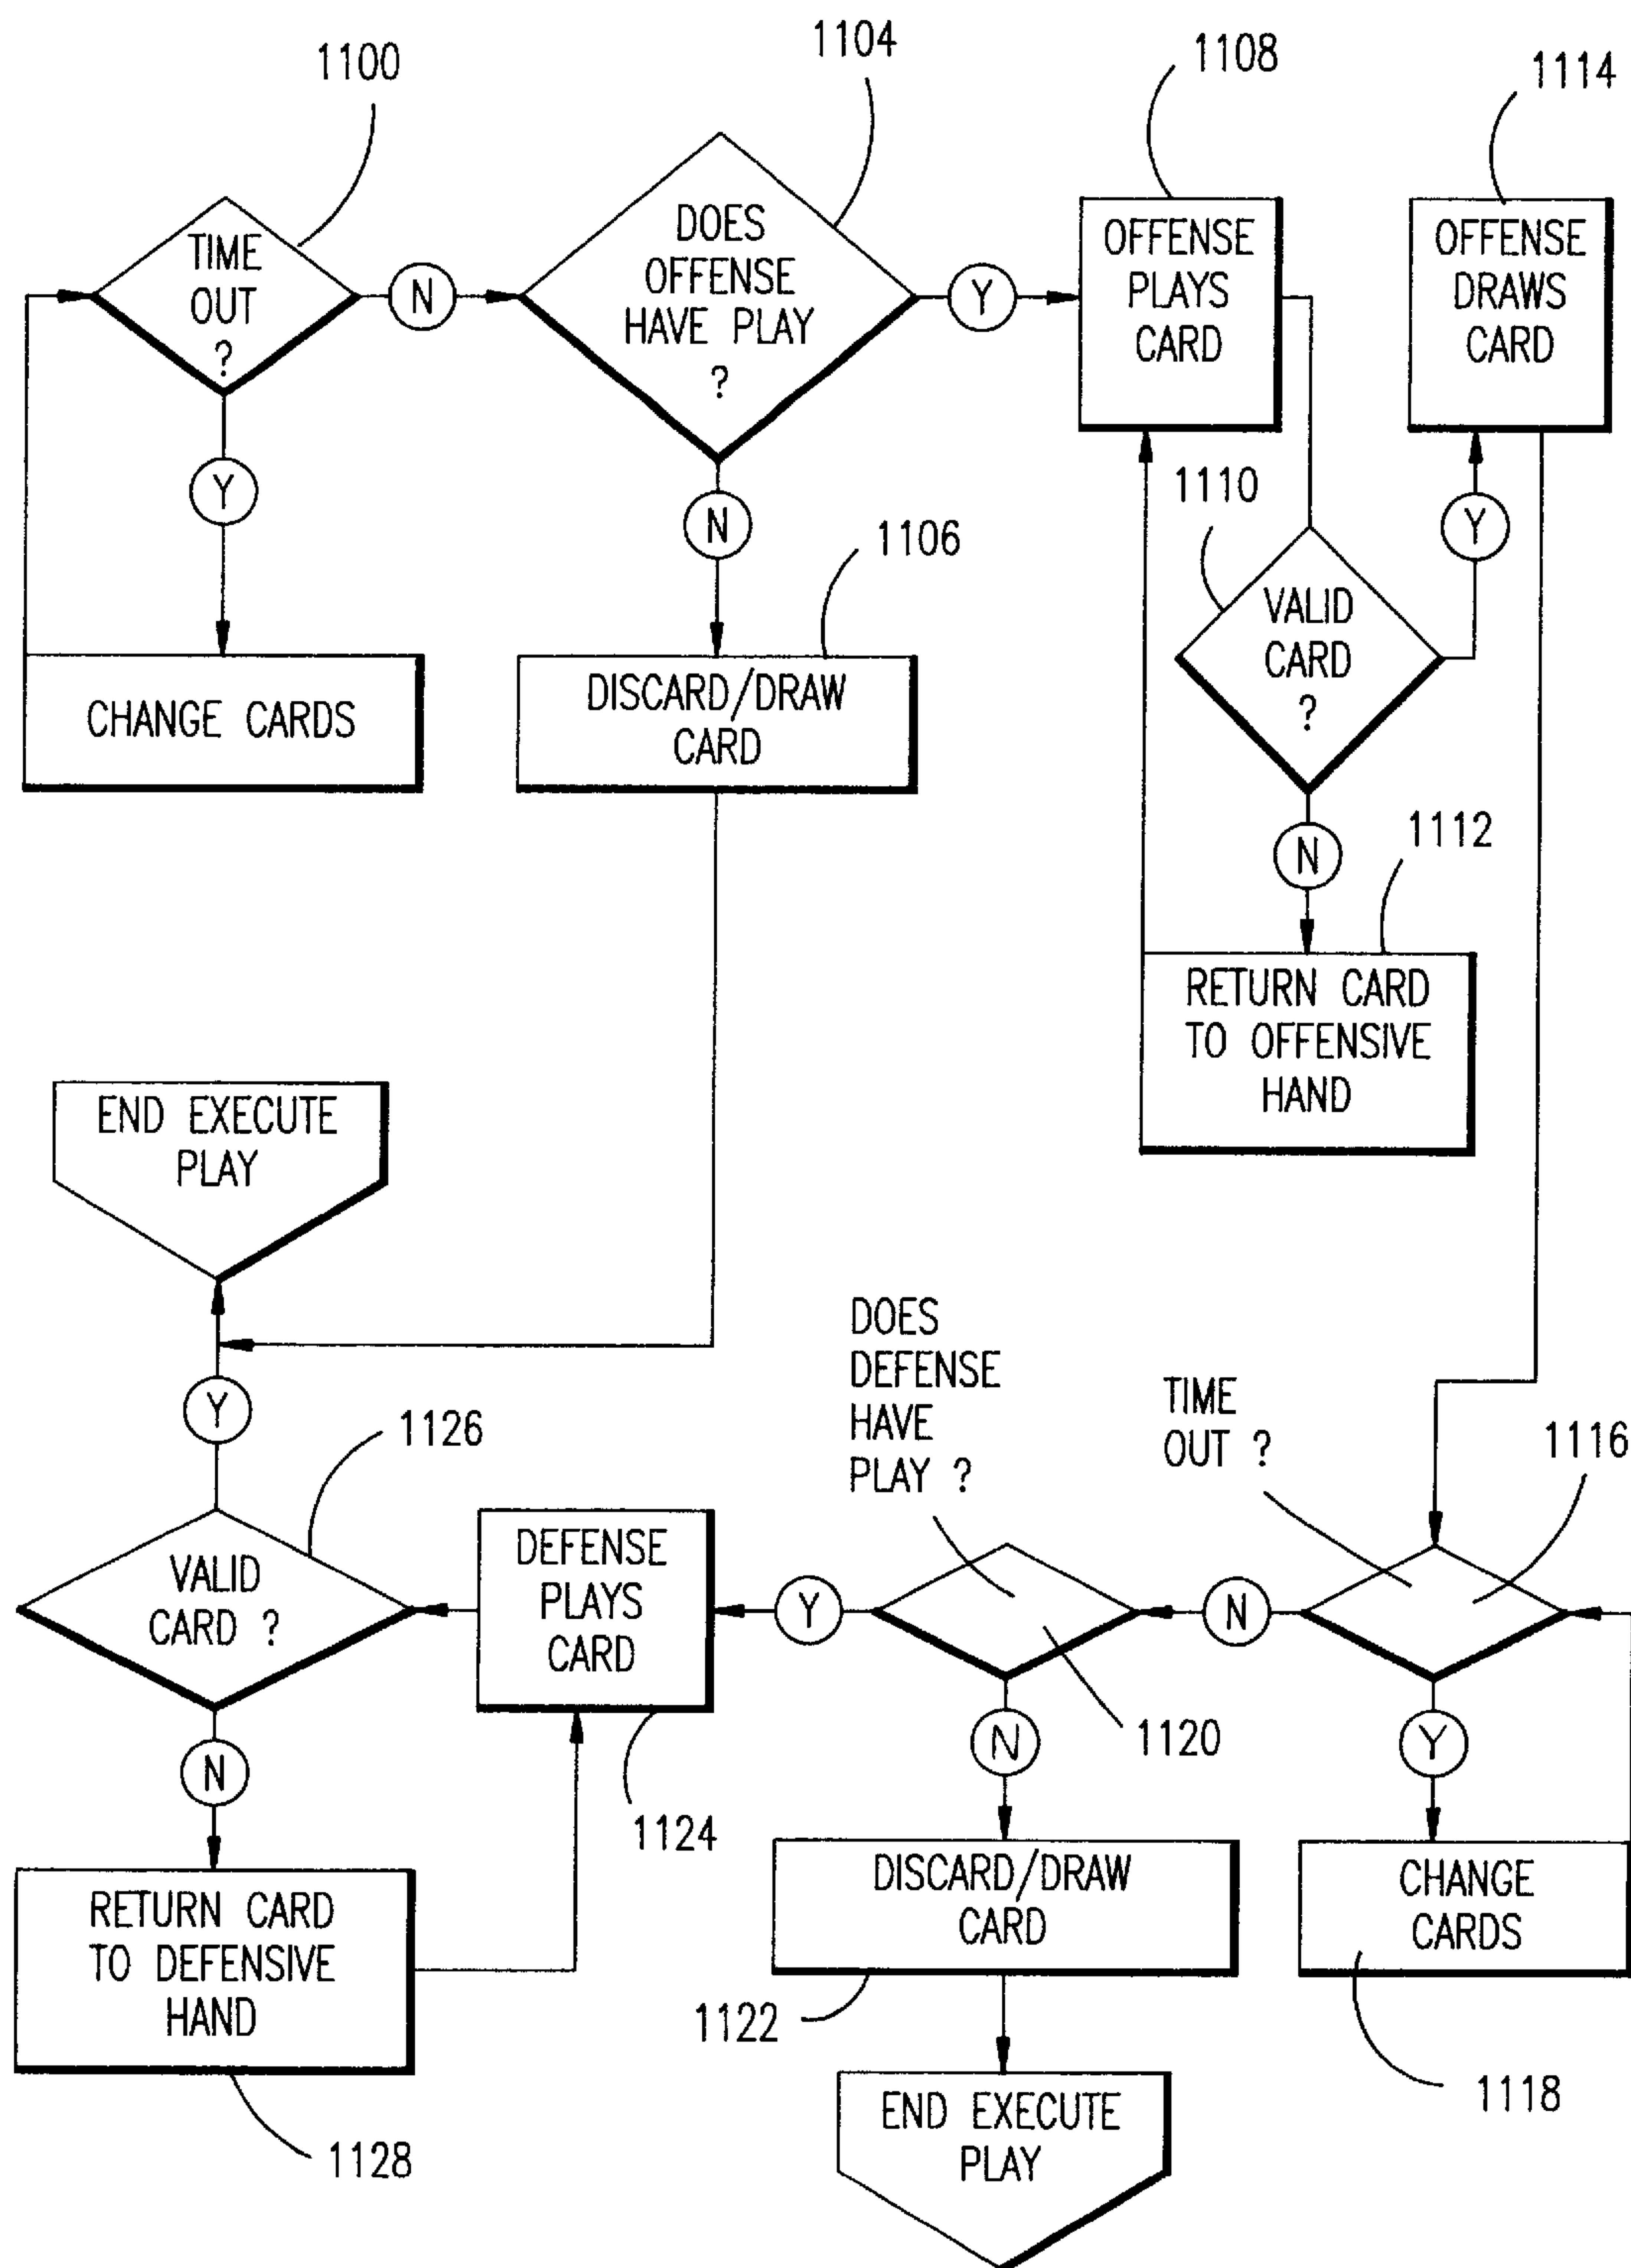 1100
1104
1108
1114
TIME
OUT
?
N
DOES
OFFENSE
HAVE PLAY
?
Y
OFFENSE
PLAYS
CARD
OFFENSE
DRAWS
CARD
Y
N
1110
Y
1106
VALID
CARD
?
CHANGE CARDS
DISCARD/DRAW
CARD
N
1112
RETURN CARD
TO OFFENSIVE
HAND
END EXECUTE
PLAY
DOES
DEFENSE
HAVE
PLAY ?
TIME
OUT ?
1116
Y
1126
VALID
CARD ?
DEFENSE
PLAYS
CARD
Y
N
N
1124
N
1120
Y
RETURN CARD
TO DEFENSIVE
HAND
DISCARD/DRAW
CARD
CHANGE
CARDS
1122
1118
1128
END EXECUTE
PLAY